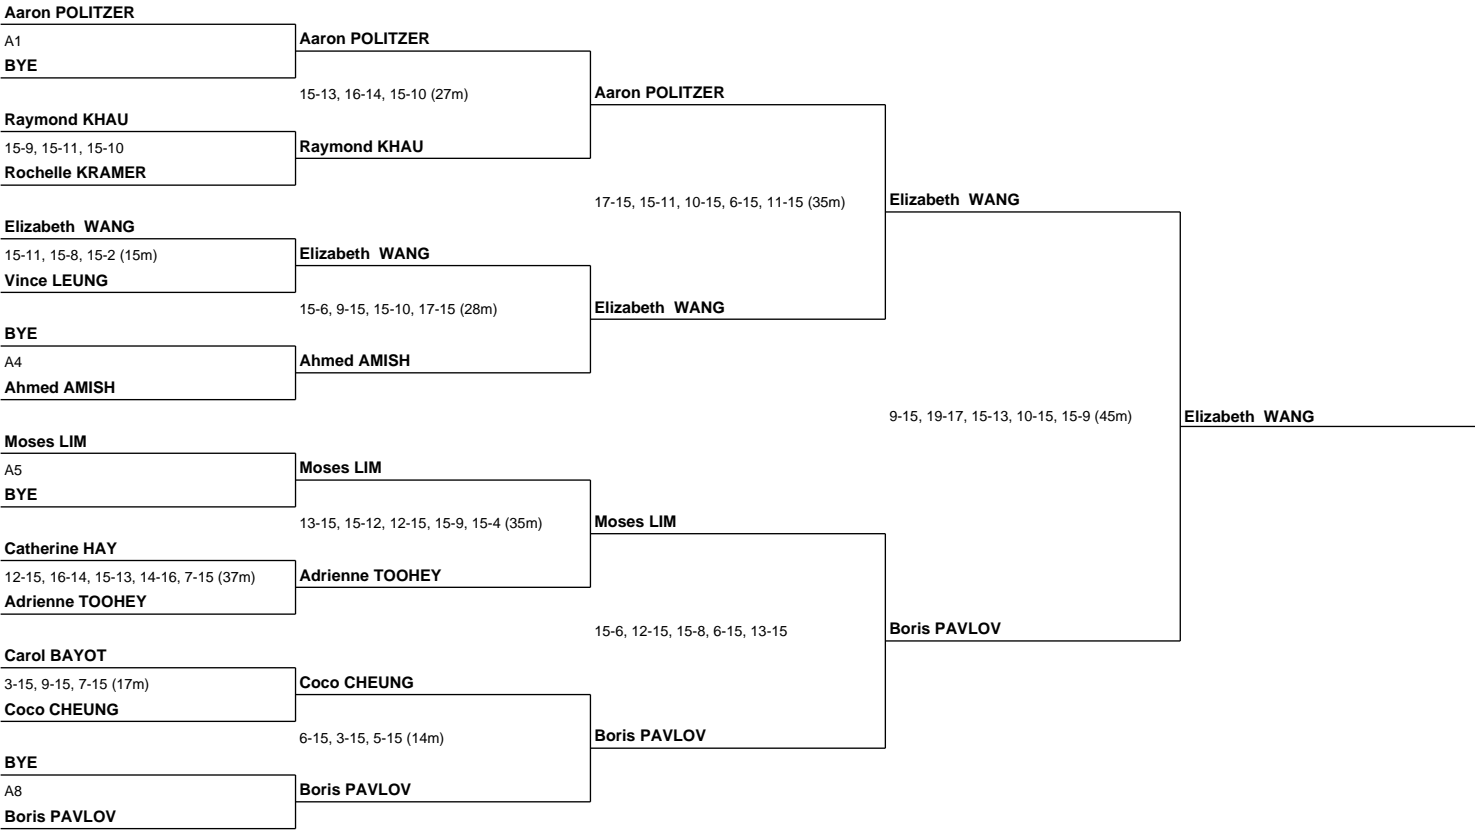 Aaron POLITZER
A1
BYE
Raymond KHAU
15-9, 15-11, 15-10
Rochelle KRAMER
Elizabeth  WANG
15-11, 15-8, 15-2 (15m)
Vince LEUNG
BYE
A4
Ahmed AMISH
Moses LIM
A5
BYE
Catherine HAY
12-15, 16-14, 15-13, 14-16, 7-15 (37m)
Adrienne TOOHEY
Carol BAYOT
3-15, 9-15, 7-15 (17m)
Coco CHEUNG
BYE
A8
Boris PAVLOV
Aaron POLITZER
15-13, 16-14, 15-10 (27m)
Raymond KHAU
Elizabeth  WANG
15-6, 9-15, 15-10, 17-15 (28m)
Ahmed AMISH
Moses LIM
13-15, 15-12, 12-15, 15-9, 15-4 (35m)
Adrienne TOOHEY
Coco CHEUNG
6-15, 3-15, 5-15 (14m)
Boris PAVLOV
Aaron POLITZER
17-15, 15-11, 10-15, 6-15, 11-15 (35m)
Elizabeth  WANG
Moses LIM
15-6, 12-15, 15-8, 6-15, 13-15
Boris PAVLOV
Elizabeth  WANG
9-15, 19-17, 15-13, 10-15, 15-9 (45m)
Boris PAVLOV
Elizabeth  WANG